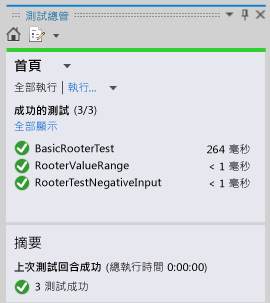 測試總管
首頁
全部執行 | 執行...
成功的測試 (3/3)
全部顯示
BasicRooterTest 264 毫秒
RooterValueRange < 1 毫秒
RooterTestNegativeInput < 1 毫秒
摘要
上次測試回合成功 (總執行時間 0:00:00)
3 測試成功